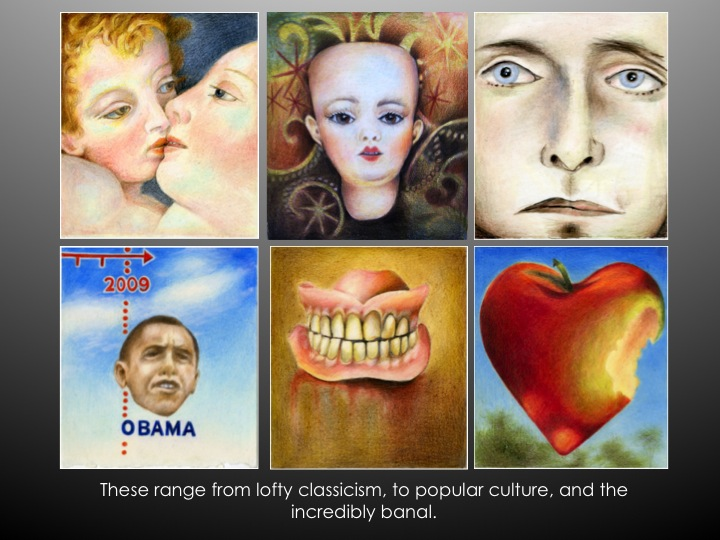 2009
OBAMA
These range from lofty classicism, to popular culture, and the
incredibly banal.